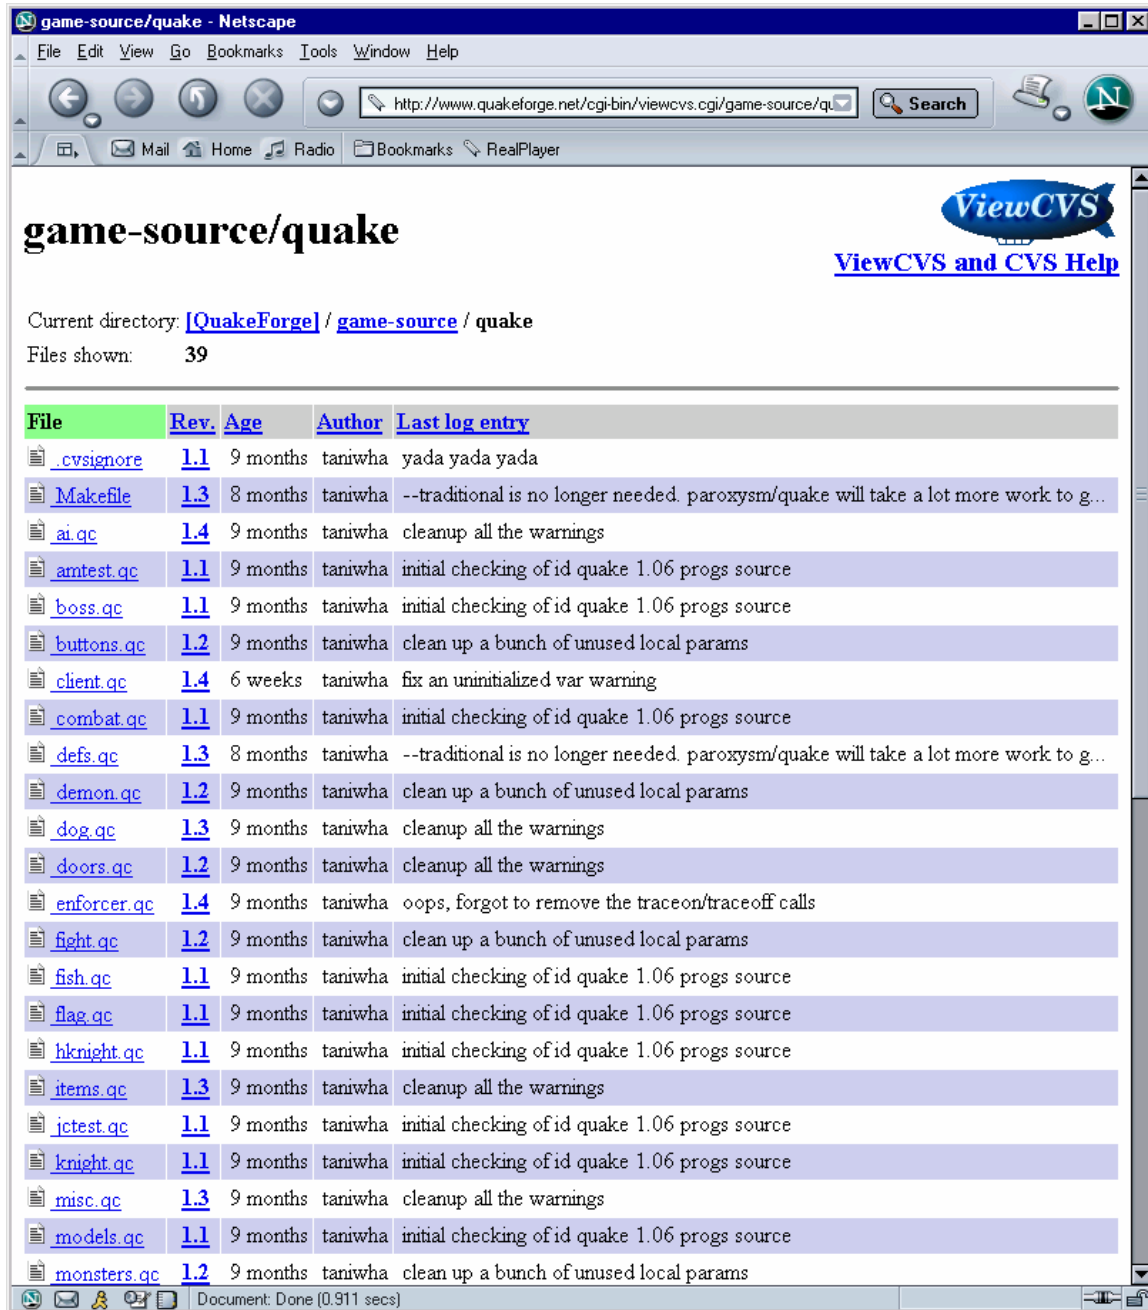 game-source/quake - Netscape
File Edit View Go Bookmarks Tools Window Help
http://www.quakeforge.net/cgi-bin/viewcvs.cgi/game-source/qu Search N
Mail Home Radio Bookmarks RealPlayer
ViewCVS
game-source/quake
ViewCVS and CVS Help
Current directory: [QuakeForge] / game-source / quake
Files shown: 39
File Rev. Age Author Last log entry
.cvsignore 1.1 9 months taniwha yada yada yada
Makefile 1.3 8 months taniwha --traditional is no longer needed. paroxysm/quake will take a lot more work to g...
ai.qc 1.4 9 months taniwha cleanup all the warnings
amtest.qc 1.1 9 months taniwha initial checking of id quake 1.06 progs source
boss.qc 1.1 9 months taniwha initial checking of id quake 1.06 progs source
buttons.qc 1.2 9 months taniwha clean up a bunch of unused local params
client.qc 1.4 6 weeks taniwha fix an uninitialized var warning
combat.qc 1.1 9 months taniwha initial checking of id quake 1.06 progs source
defs.qc 1.3 8 months taniwha --traditional is no longer needed. paroxysm/quake will take a lot more work to g...
demon.qc 1.2 9 months taniwha clean up a bunch of unused local params
dog.qc 1.3 9 months taniwha cleanup all the warnings
doors.qc 1.2 9 months taniwha cleanup all the warnings
enforcer.qc 1.4 9 months taniwha oops, forgot to remove the traceon/traceoff calls
fight.qc 1.2 9 months taniwha clean up a bunch of unused local params
fish.qc 1.1 9 months taniwha initial checking of id quake 1.06 progs source
flag.qc 1.1 9 months taniwha initial checking of id quake 1.06 progs source
hknight.qc 1.1 9 months taniwha initial checking of id quake 1.06 progs source
items.qc 1.3 9 months taniwha cleanup all the warnings
jctest.qc 1.1 9 months taniwha initial checking of id quake 1.06 progs source
knight.qc 1.1 9 months taniwha initial checking of id quake 1.06 progs source
misc.qc 1.3 9 months taniwha cleanup all the warnings
models.qc 1.1 9 months taniwha initial checking of id quake 1.06 progs source
monsters.qc 1.2 9 months taniwha clean up a bunch of unused local params
Document: Done (0.911 secs)